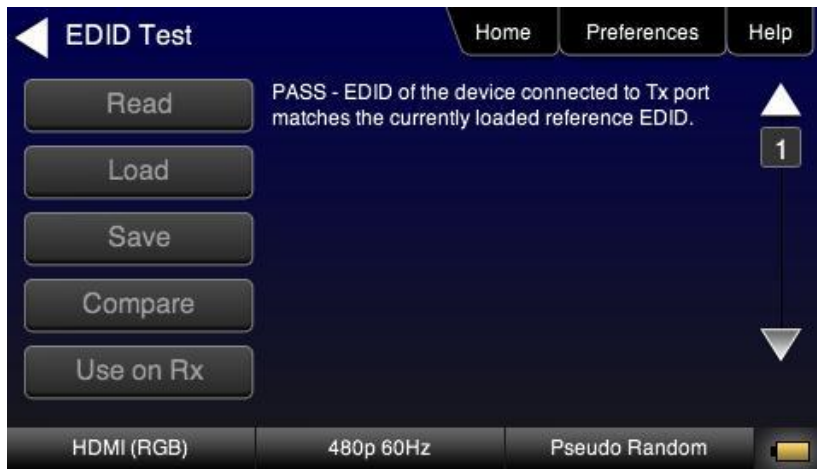 EDID Test
Home
Preferences
Help
Read
PASS - EDID of the device connected to Tx port
matches the currently loaded reference EDID.
1
Load
Save
Compare
Use on Rx
HDMI (RGB)
480p 60Hz
Pseudo Random